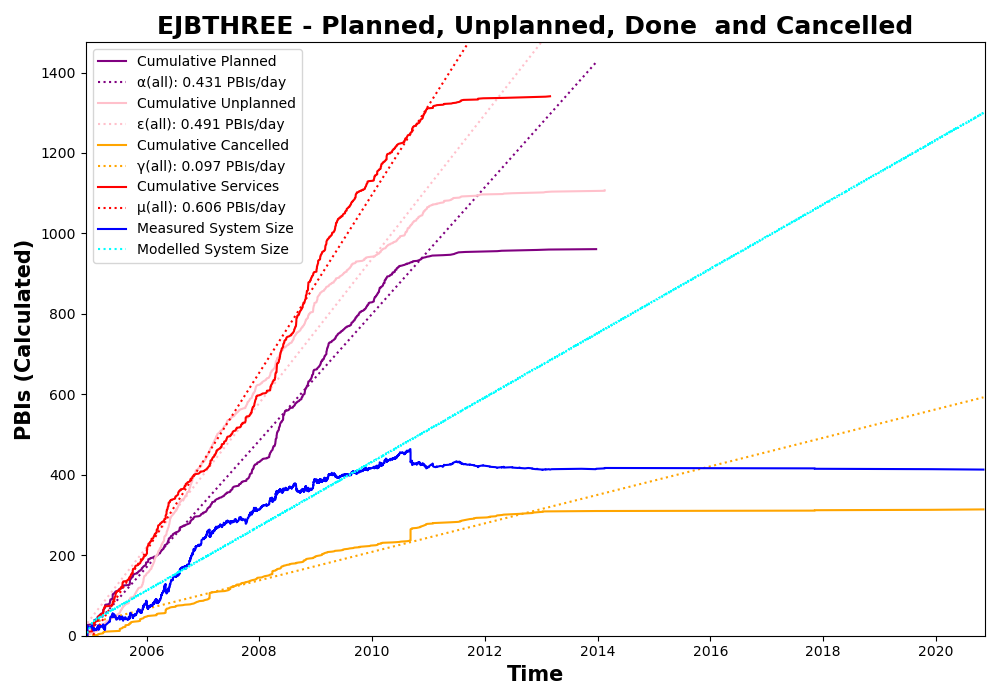 EJBTHREE - Planned, Unplanned, Done  and Cancelled
Cumulative Planned
α(all): 0.431 PBIs/day
Cumulative Unplanned
ε(all): 0.491 PBIs/day
Cumulative Cancelled
γ(all): 0.097 PBIs/day
Cumulative Services
μ(all): 0.606 PBIs/day
Measured System Size
Modelled System Size
PBIs (Calculated)
1400
1200
1000
800
600
400
200
0
2006 2008 2010 2012 2014 2016 2018 2020
Time